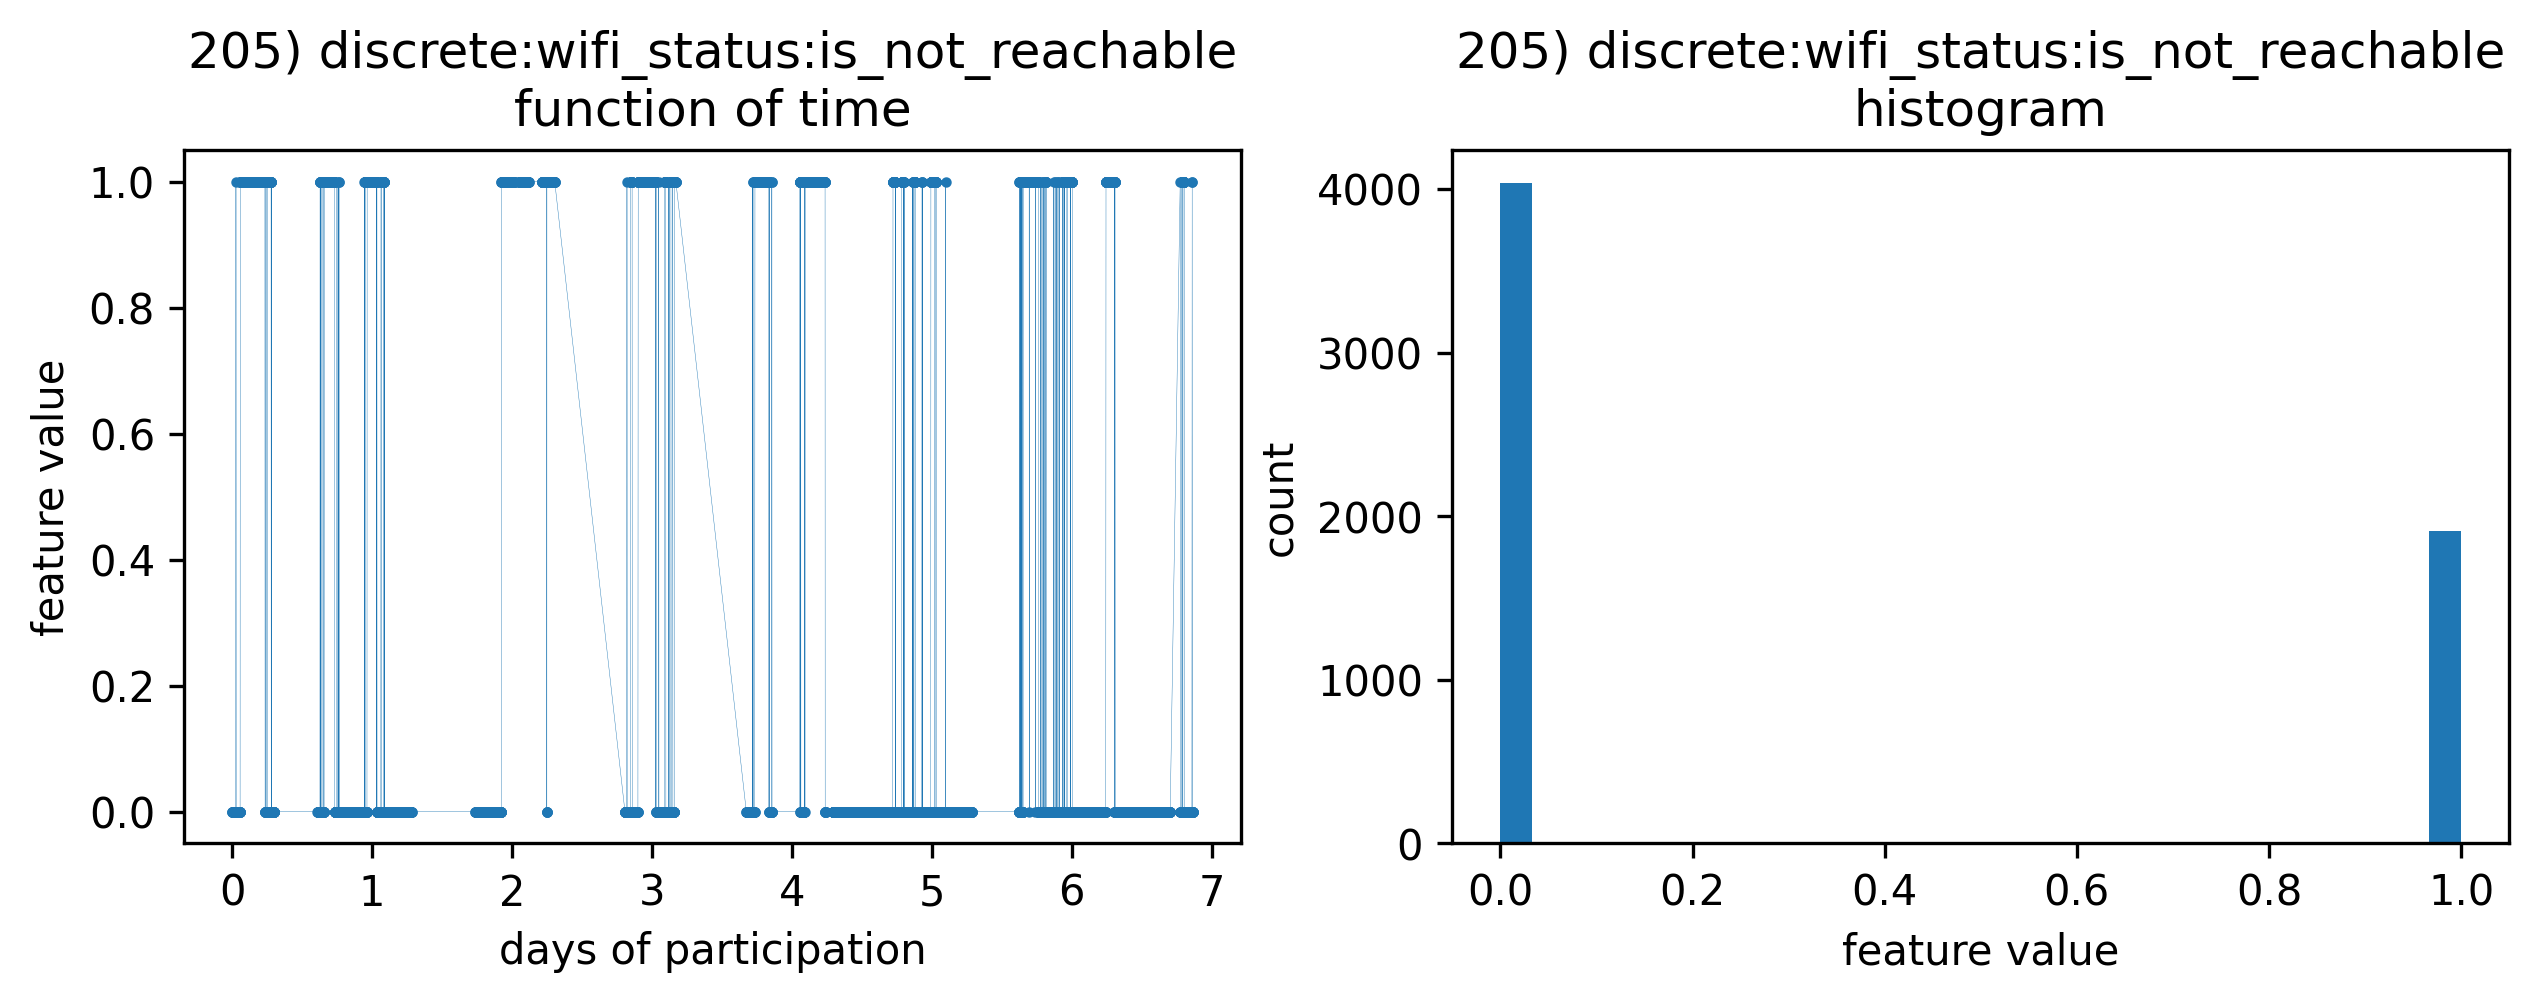 205) discrete:wifi_status:is_not_reachable
function of time
1.0
0.8
0.6
0.4
0.2
0.0
feature value
0 1 2 3 4 5 6 7
days of participation
205) discrete:wifi_status:is_not_reachable
histogram
4000
3000
2000
1000
0
count
0.0 0.2 0.4 0.6 0.8 1.0
feature value